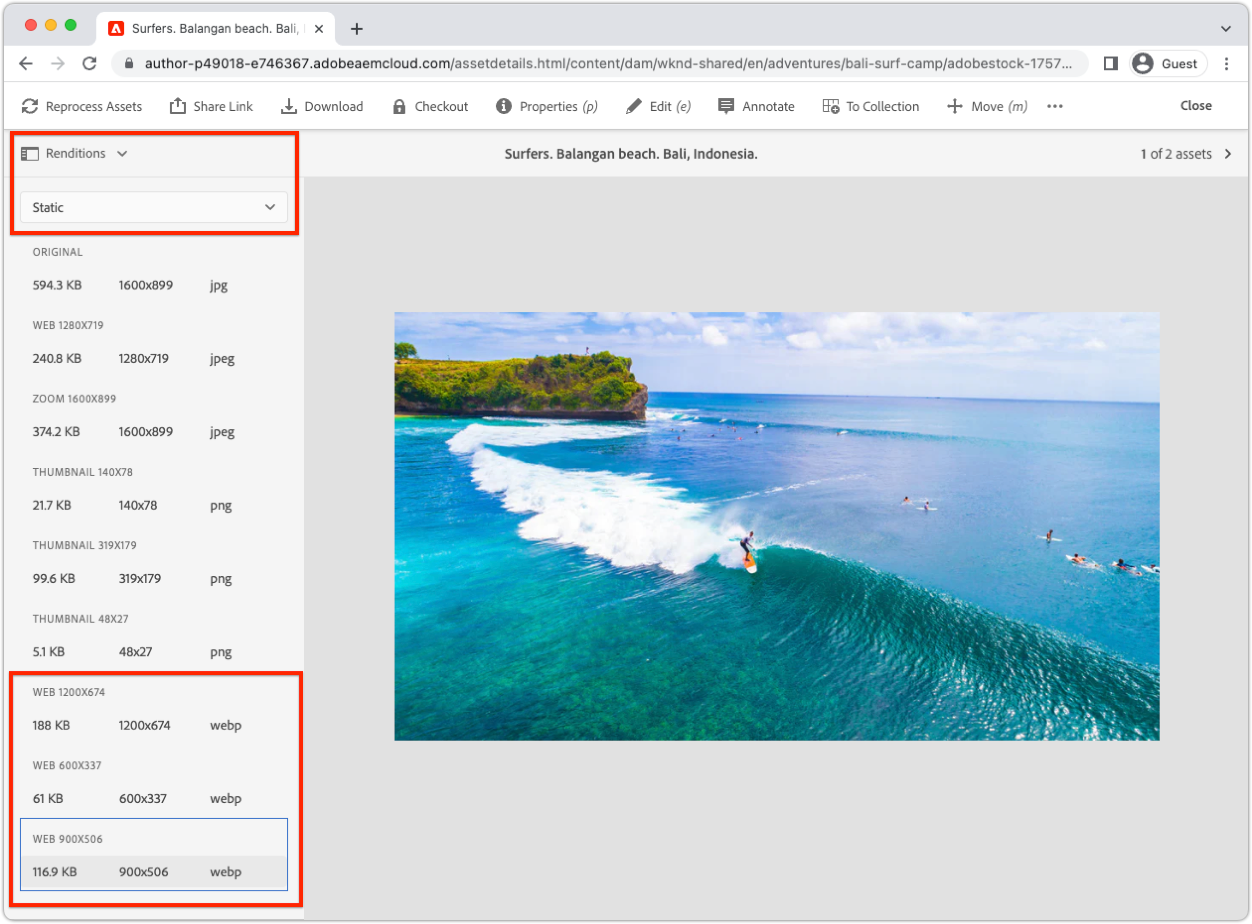 Surfers. Balangan beach. Bali,
author-p49018-e746367.adobeaemcloud.com/assetdetails.html/content/dam/wknd-shared/en/adventures/bali-surf-camp/adobestock-1757... Guest
Reprocess Assets Share Link Download Checkout Properties (p) Edit (e) Annotate To Collection Move (m) ••• Close
Renditions Surfers. Balangan beach. Bali, Indonesia. 1 of 2 assets
Static
ORIGINAL
594.3 KB 1600x899 jpg
WEB 1280X719
240.8 KB 1280x719 jpeg
ZOOM 1600X899
374.2 KB 1600x899 jpeg
THUMBNAIL 140X78
21.7 KB 140x78 png
THUMBNAIL 319X179
99.6 KB 319x179 png
THUMBNAIL 48X27
5.1 KB 48x27 png
WEB 1200X674
188 KB 1200x674 webp
WEB 600X337
61 KB 600x337 webp
WEB 900X506
116.9 KB 900x506 webp